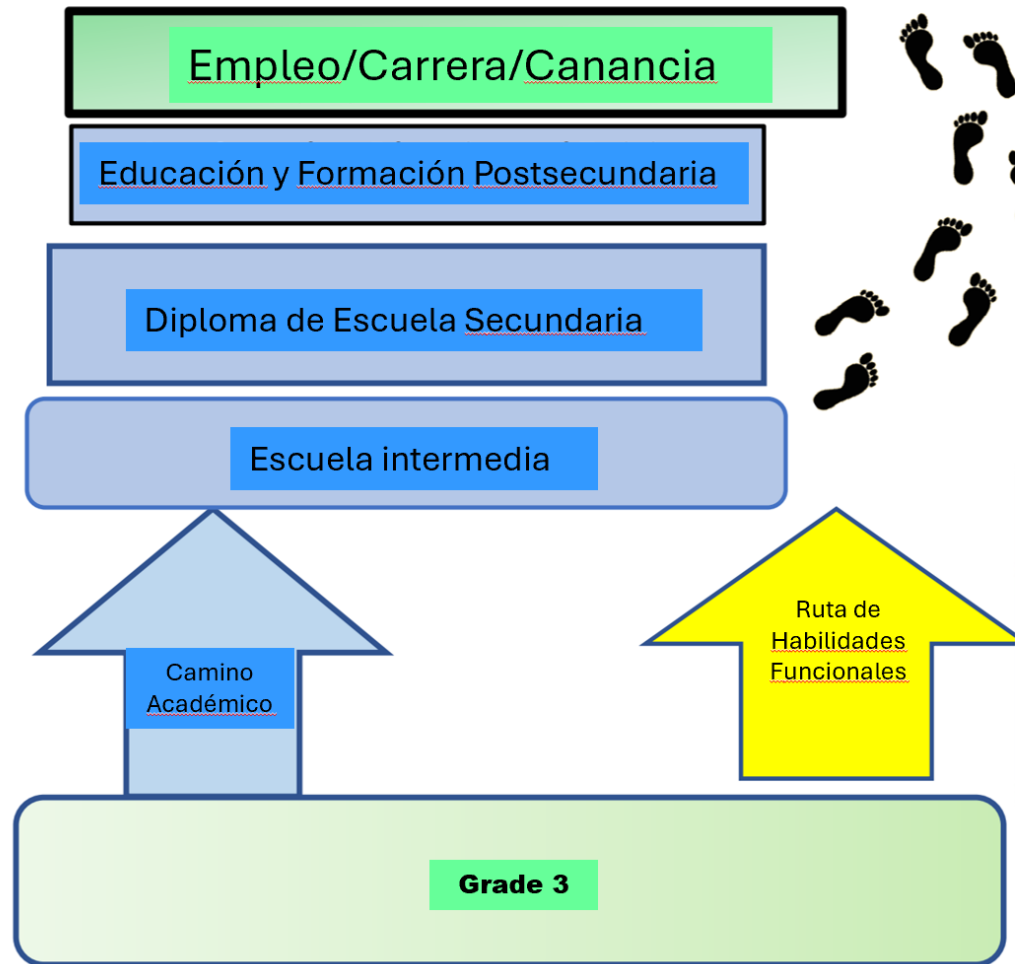 Empleo/Carrera/Canancia
Educación y Formación Postsecundaria
Diploma de Escuela Secundaria
Escuela intermedia
Camino
Académico
Ruta de
Habilidades
Funcionales
Grade 3